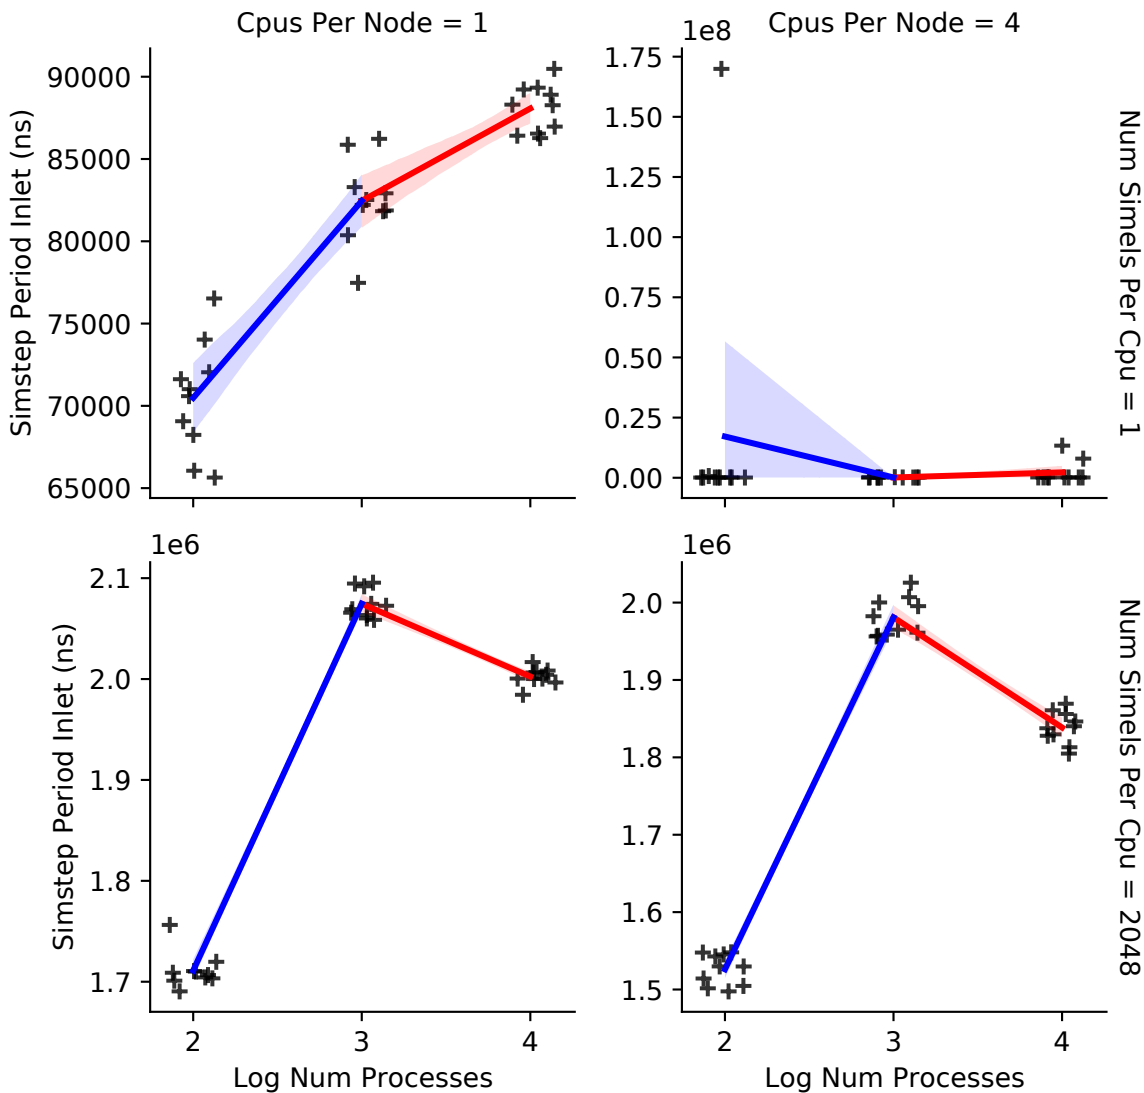 Cpus Per Node = 1
Cpus Per Node = 4
1e8
Simstep Period Inlet (ns)
90000
85000
80000
75000
70000
65000
1.75
1.50
1.25
1.00
0.75
0.50
0.25
0.00
Num Simels Per Cpu = 1
1e6
1e6
Simstep Period Inlet (ns)
2.1
2.0
1.9
1.8
1.7
2.0
1.9
1.8
1.7
1.6
1.5
Num Simels Per Cpu = 2048
2
3
4
2
3
4
Log Num Processes
Log Num Processes